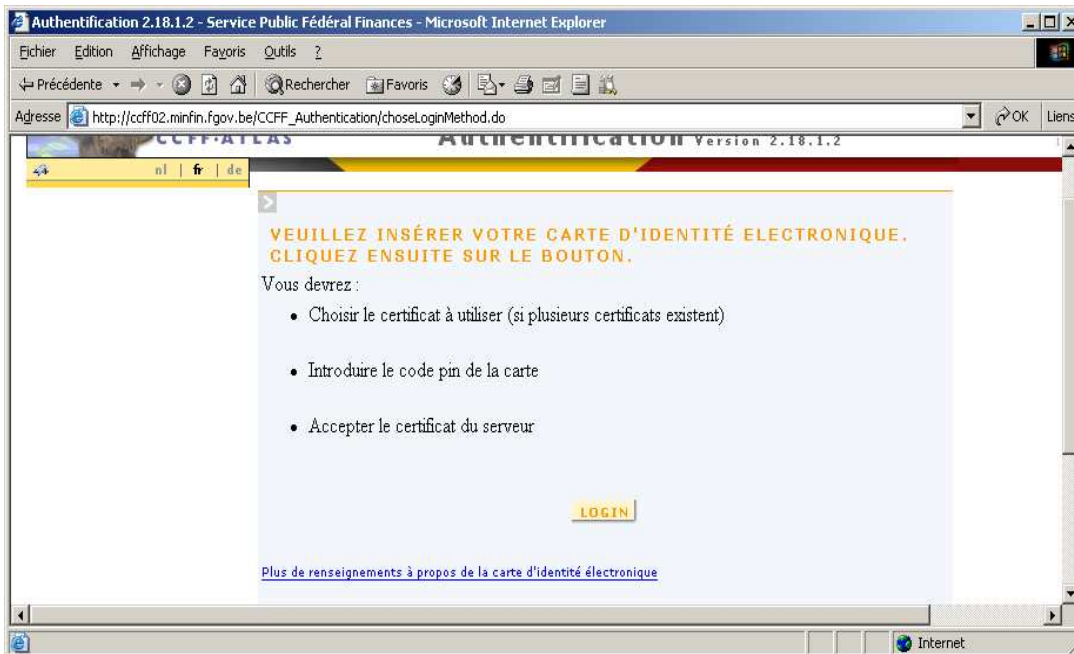 Authentification 2.18.1.2 - Service Public Fédéral Finances - Microsoft Internet Explorer
Fichier Edition Affichage Favoris Outils ?
Précédente Rechercher Favoris
Adresse http://ccff02.minfin.fgov.be/CCFF_Authentication/choseLoginMethod.do OK Liens
CCFF-ATLAS Authentification Version 2.18.1.2
nl | fr | de
VEUILLEZ INSÉRER VOTRE CARTE D'IDENTITÉ ELECTRONIQUE.
CLIQUEZ ENSUITE SUR LE BOUTON.
Vous devrez :
• Choisir le certificat à utiliser (si plusieurs certificats existent)
• Introduire le code pin de la carte
• Accepter le certificat du serveur
LOGIN
Plus de renseignements à propos de la carte d'identité électronique
Internet